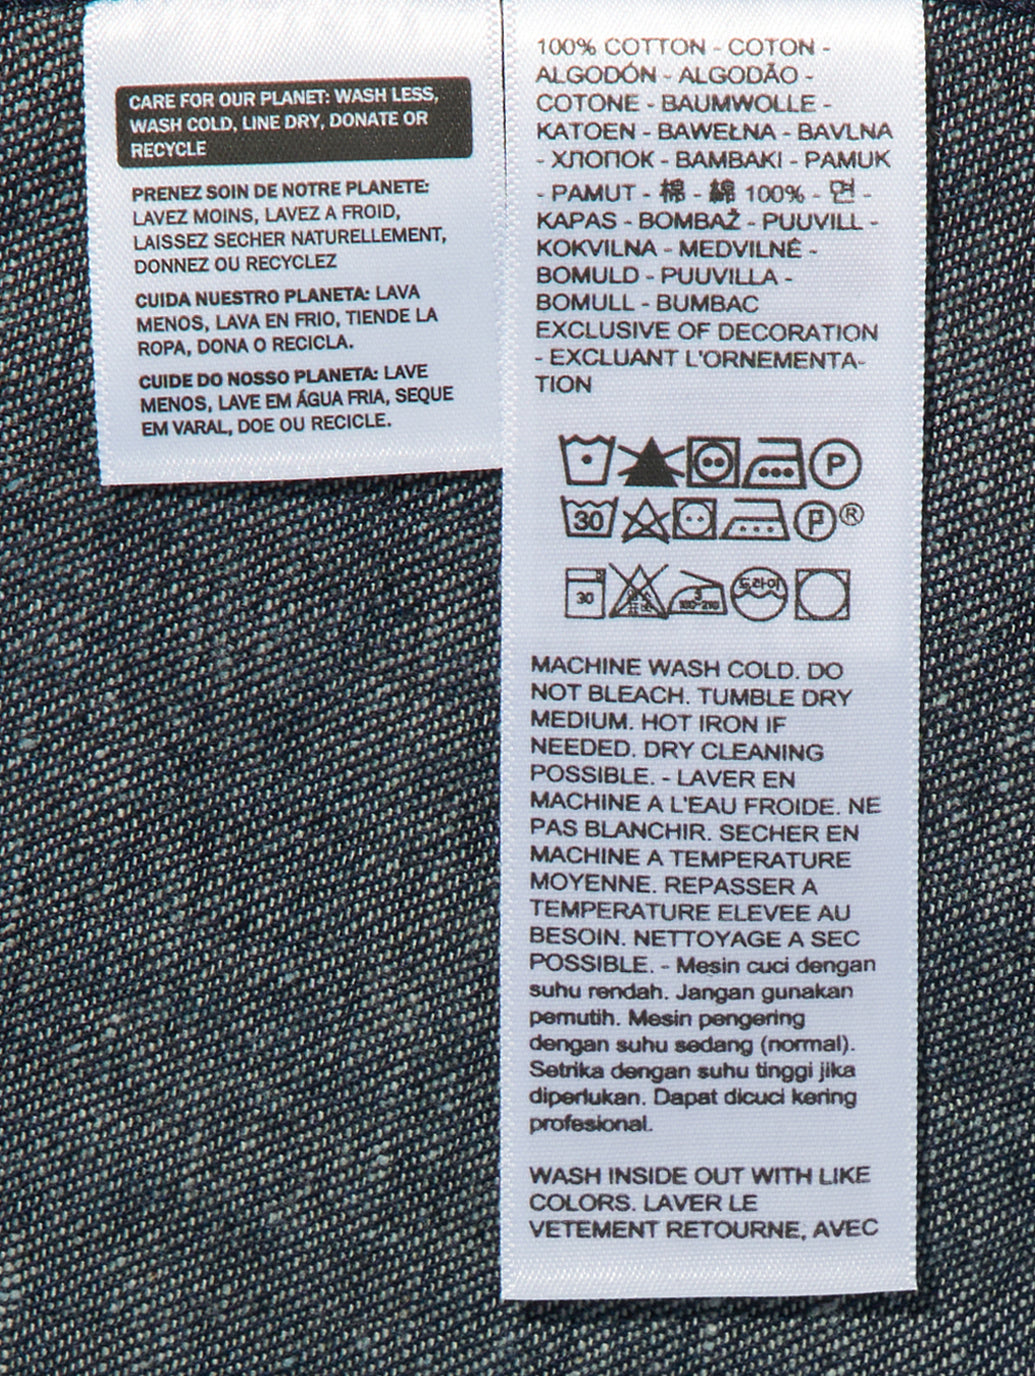 CARE FOR OUR PLANET: WASH LESS,
WASH COLD, LINE DRY, DONATE OR
RECYCLE
PRENEZ SOIN DE NOTRE PLANETE:
LAVEZ MOINS, LAVEZ A FROID,
LAISSEZ SECHER NATURELLEMENT,
DONNEZ OU RECYCLEZ
CUIDA NUESTRO PLANETA: LAVA
MENOS, LAVA EN FRIO, TIENDE LA
ROPA, DONA O RECICLA.
CUIDE DO NOSSO PLANETA: LAVE
MENOS, LAVE EM ÁGUA FRIA, SEQUE
EM VARAL, DOE OU RECICLE.
100% COTTON - COTON -
ALGODÓN - ALGODÃO -
COTONE - BAUMWOLLE -
KATOEN - BAWEŁNA - BAVLNA
- ХЛОПОК - BAMBAKI - PAMUK
- PAMUT - 棉 - 綿 100% - 면 -
KAPAS - BOMBAŽ - PUUVILL -
KOKVILNA - MEDVILNĖ -
BOMULD - PUUVILLA -
BOMULL - BUMBAC
EXCLUSIVE OF DECORATION
- EXCLUANT L'ORNEMENTA-
TION
P
30 P ®
30 3 드라이
MACHINE WASH COLD. DO
NOT BLEACH. TUMBLE DRY
MEDIUM. HOT IRON IF
NEEDED. DRY CLEANING
POSSIBLE. - LAVER EN
MACHINE A L'EAU FROIDE. NE
PAS BLANCHIR. SECHER EN
MACHINE A TEMPERATURE
MOYENNE. REPASSER A
TEMPERATURE ELEVEE AU
BESOIN. NETTOYAGE A SEC
POSSIBLE. - Mesin cuci dengan
suhu rendah. Jangan gunakan
pemutih. Mesin pengering
dengan suhu sedang (normal).
Setrika dengan suhu tinggi jika
diperlukan. Dapat dicuci kering
profesional.
WASH INSIDE OUT WITH LIKE
COLORS. LAVER LE
VETEMENT RETOURNE, AVEC